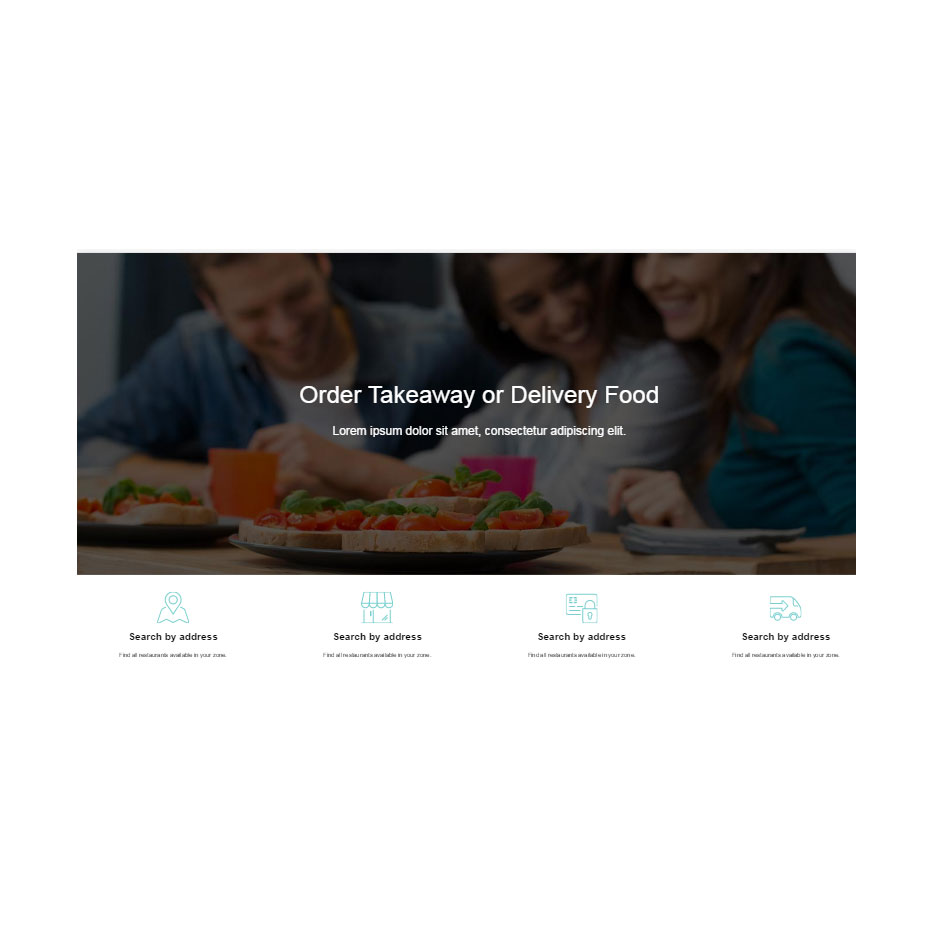 Order Takeaway or Delivery Food
Lorem ipsum dolor sit amet, consectetur adipiscing elit.
Search by address
Search by address
Search by address
Search by address
Find all restaurants available in your zone.
Find all restaurants available in your zone.
Find all restaurants available in your zone.
Find all restaurants available in your zone.